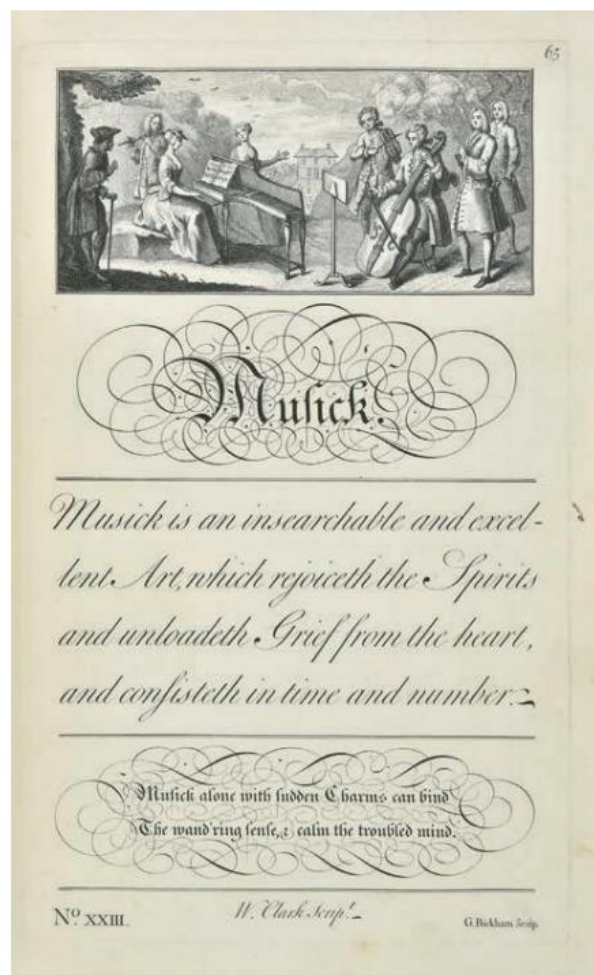 65
Musick.
Musick is an insearchable and excel-
lent Art, which rejoiceth the Spirits
and unloadeth Grief from the heart,
and consisteth in time and number.
Musick alone with sudden Charms can bind
The wand'ring sense, & calm the troubled mind.
No. XXIII.
W. Clark Scrip.t
G. Bickham Sculp.